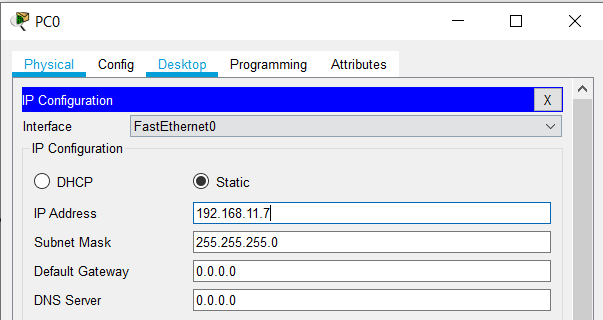 PC0
Physical Config Desktop Programming Attributes
IP Configuration X
Interface FastEthernet0
IP Configuration
DHCP Static
IP Address 192.168.11.7
Subnet Mask 255.255.255.0
Default Gateway 0.0.0.0
DNS Server 0.0.0.0